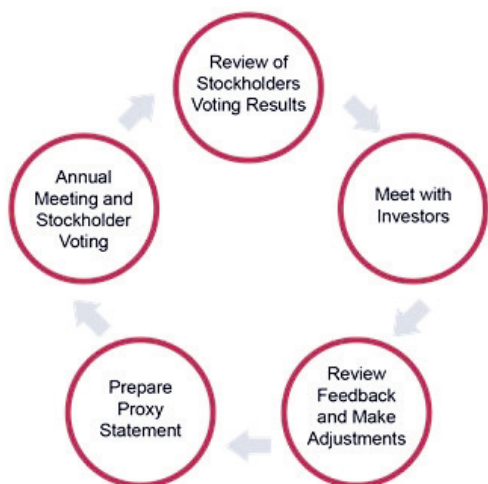 Review of
Stockholders
Voting Results
Meet with
Investors
Review
Feedback
and Make
Adjustments
Prepare
Proxy
Statement
Annual
Meeting and
Stockholder
Voting